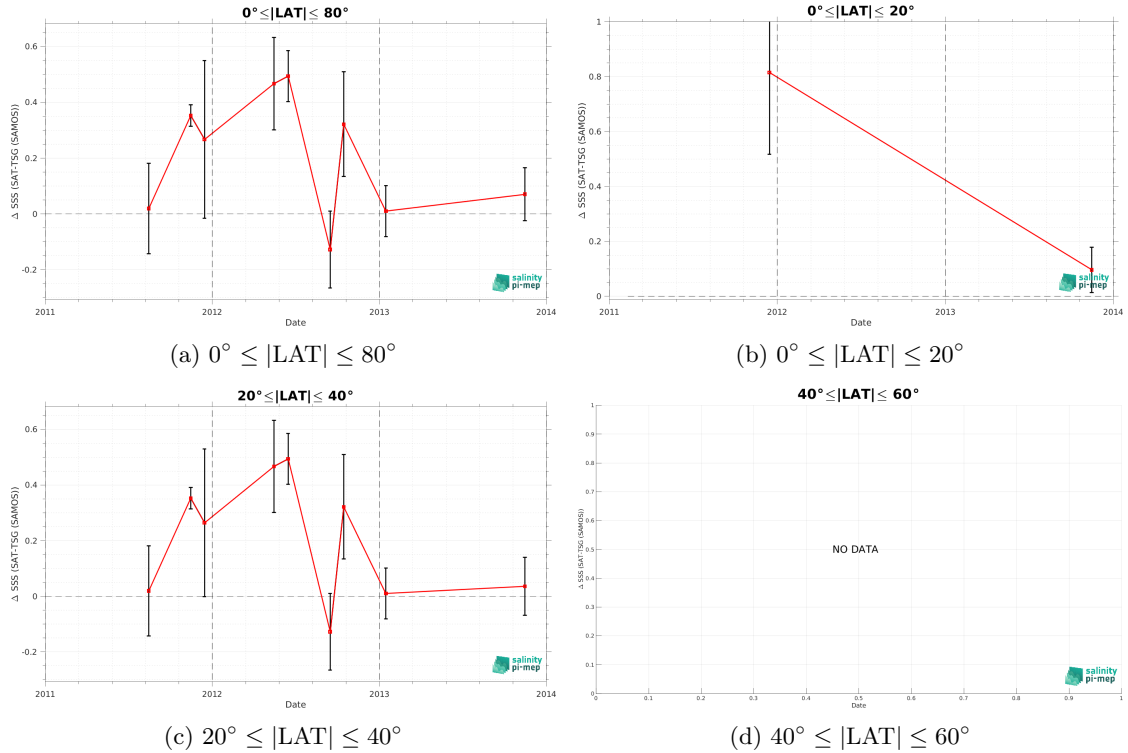 0°≤|LAT|≤ 80°
Δ SSS (SAT-TSG (SAMOS))
0.6
0.4
0.2
0
-0.2
2011
2012
2013
2014
Date
salinity
pi-mep
(a) 0° ≤ |LAT| ≤ 80°
0°≤|LAT|≤ 20°
Δ SSS (SAT-TSG (SAMOS))
1
0.8
0.6
0.4
0.2
0
2011
2012
2013
2014
Date
salinity
pi-mep
(b) 0° ≤ |LAT| ≤ 20°
20°≤|LAT|≤ 40°
Δ SSS (SAT-TSG (SAMOS))
0.6
0.4
0.2
0
-0.2
2011
2012
2013
2014
Date
salinity
pi-mep
(c) 20° ≤ |LAT| ≤ 40°
40°≤|LAT|≤ 60°
Δ SSS (SAT-TSG (SAMOS))
1
0.9
0.8
0.7
0.6
0.5
0.4
0.3
0.2
0.1
0
NO DATA
0
0.1
0.2
0.3
0.4
0.5
0.6
0.7
0.8
0.9
1
Date
salinity
pi-mep
(d) 40° ≤ |LAT| ≤ 60°